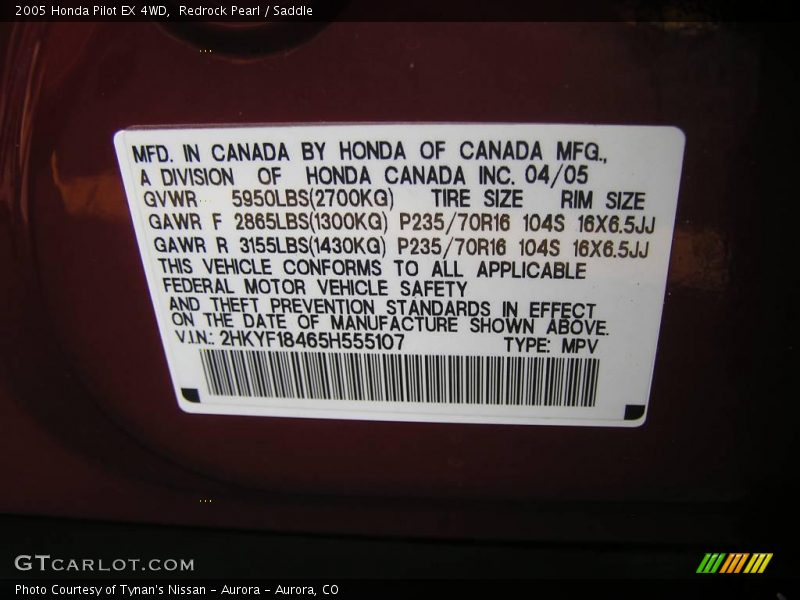 2005 Honda Pilot EX 4WD,  Redrock Pearl / Saddle
MFD. IN CANADA BY HONDA OF CANADA MFG.,
A DIVISION OF HONDA CANADA INC. 04/05
GVWR 5950LBS(2700KG) TIRE SIZE RIM SIZE
GAWR F 2865LBS(1300KG) P235/70R16 104S 16X6.5JJ
GAWR R 3155LBS(1430KG) P235/70R16 104S 16X6.5JJ
THIS VEHICLE CONFORMS TO ALL APPLICABLE
FEDERAL MOTOR VEHICLE SAFETY
AND THEFT PREVENTION STANDARDS IN EFFECT
ON THE DATE OF MANUFACTURE SHOWN ABOVE.
V.I.N.: 2HKYF18465H555107 TYPE: MPV
GTCARLOT.COM
Photo Courtesy of Tynan's Nissan - Aurora - Aurora, CO